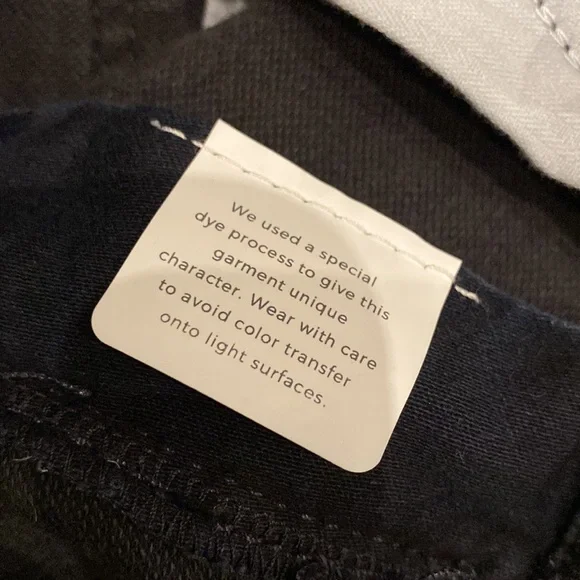 We used a special
dye process to give this
garment unique
character. Wear with care
to avoid color transfer
onto light surfaces.